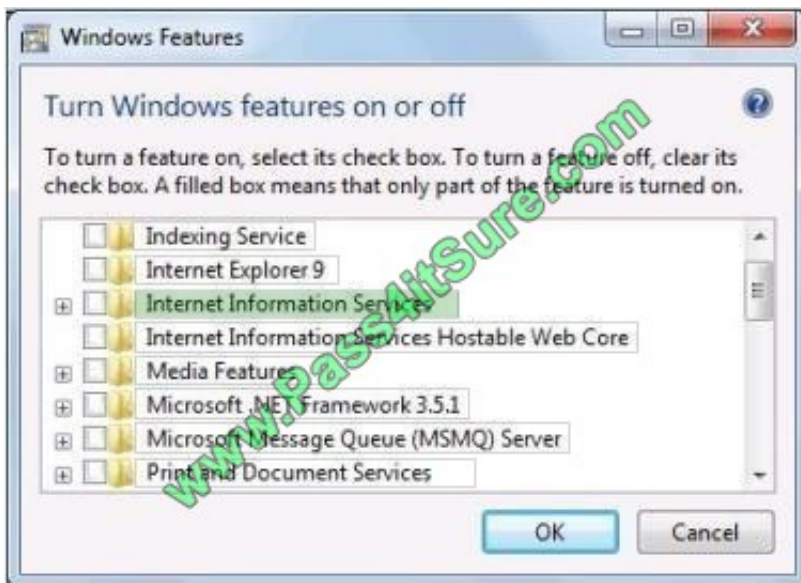 Windows Features
Turn Windows features on or off
To turn a feature on, select its check box. To turn a feature off, clear its
check box. A filled box means that only part of the feature is turned on.
Indexing Service
Internet Explorer 9
Internet Information Services
Internet Information Services Hostable Web Core
Media Features
Microsoft .NET Framework 3.5.1
Microsoft Message Queue (MSMQ) Server
Print and Document Services
OK
Cancel
www.Pass4itSure.com